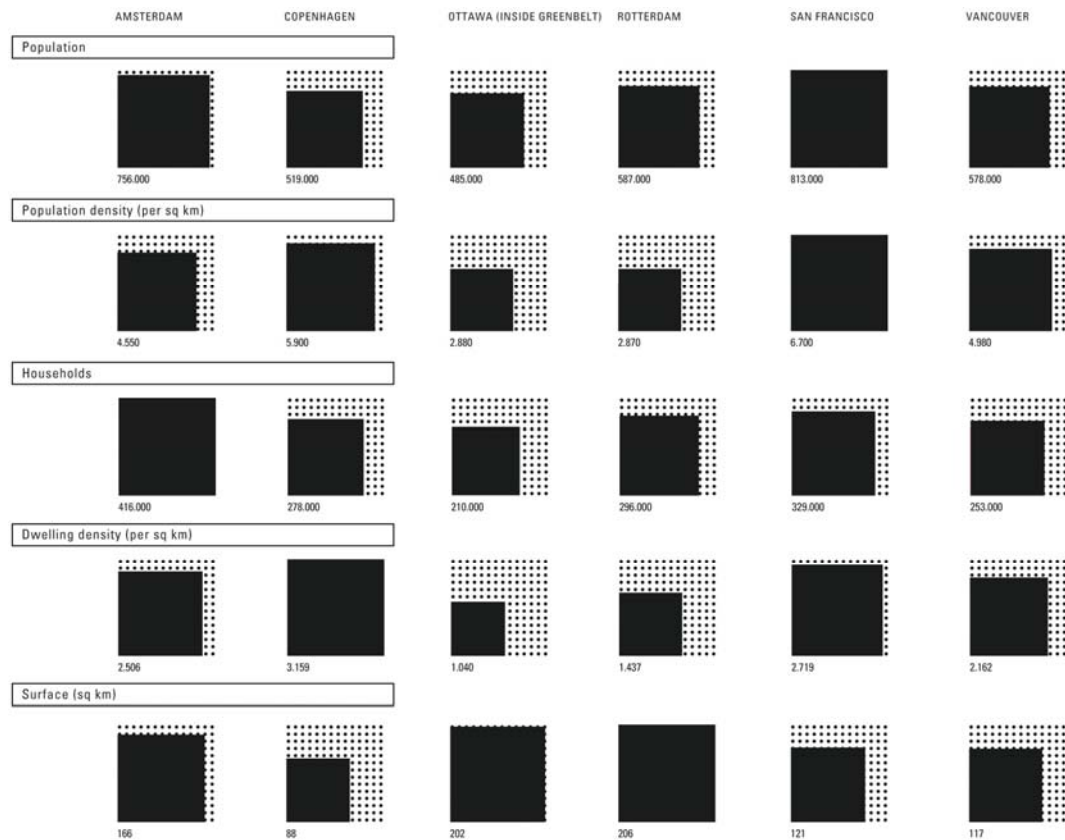 AMSTERDAM COPENHAGEN OTTAWA (INSIDE GREENBELT) ROTTERDAM SAN FRANCISCO VANCOUVER
Population
756.000 519.000 485.000 587.000 813.000 578.000
Population density (per sq km)
4.550 5.900 2.880 2.870 6.700 4.980
Households
416.000 278.000 210.000 296.000 329.000 253.000
Dwelling density (per sq km)
2.506 3.159 1.040 1.437 2.719 2.162
Surface (sq km)
166 88 202 206 121 117